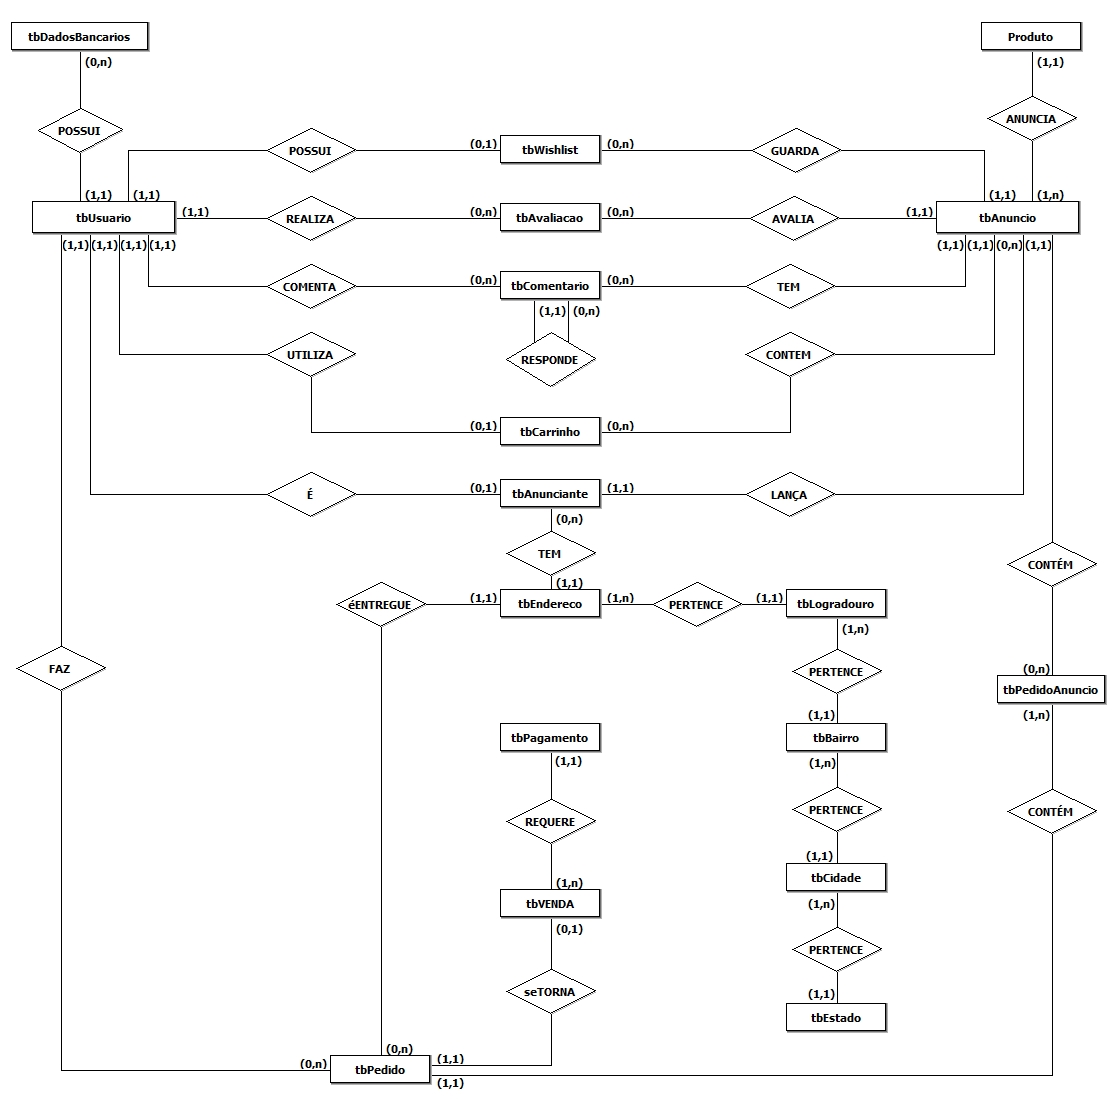 tbDadosBancarios
Produto
(0,n)
(1,1)
POSSUI
ANUNCIA
POSSUI
(0,1)
tbWishlist
(0,n)
GUARDA
(1,1)
(1,1)
(1,1)
(1,n)
tbUsuario
(1,1)
REALIZA
(0,n)
tbAvaliacao
(0,n)
AVALIA
(1,1)
tbAnuncio
(1,1)
(1,1)
(1,1)
(1,1)
(1,1)
(1,1)
(0,n)
(1,1)
COMENTA
(0,n)
tbComentario
(0,n)
TEM
(1,1)
(0,n)
UTILIZA
RESPONDE
CONTEM
(0,1)
tbCarrinho
(0,n)
É
(0,1)
tbAnunciante
(1,1)
LANÇA
(0,n)
TEM
CONTÉM
(1,1)
éENTREGUE
(1,1)
tbEndereco
(1,n)
PERTENCE
(1,1)
tbLogradouro
(1,n)
FAZ
PERTENCE
(0,n)
tbPedidoAnuncio
(1,1)
(1,n)
tbPagamento
tbBairro
(1,1)
(1,n)
REQUERE
PERTENCE
CONTÉM
(1,1)
(1,n)
tbCidade
tbVENDA
(1,n)
(0,1)
PERTENCE
seTORNA
(1,1)
tbEstado
(0,n)
(0,n)
tbPedido
(1,1)
(1,1)